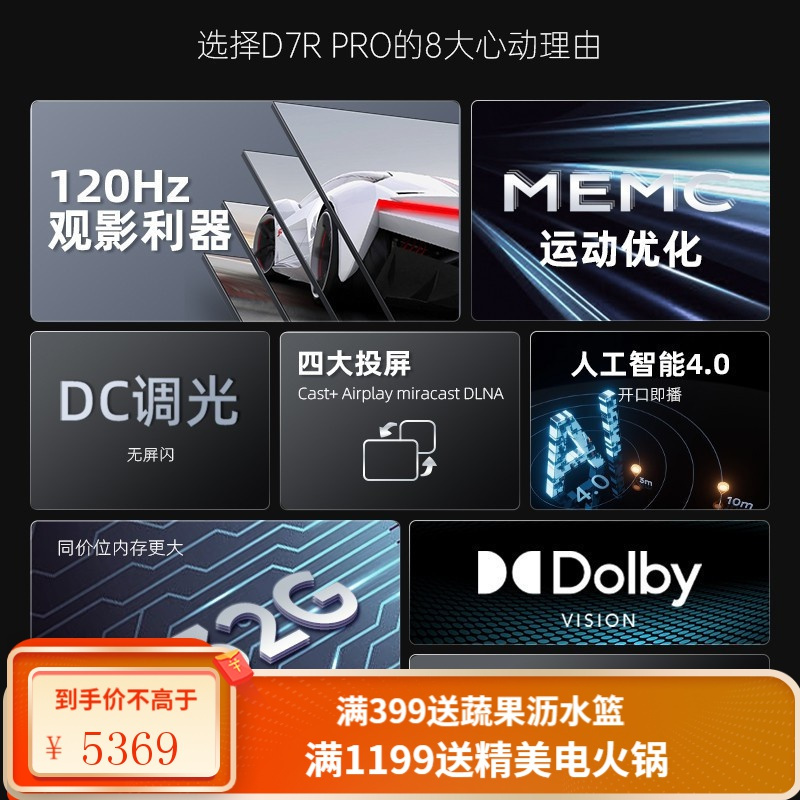 选择D7R PRO的8大心动理由
120Hz
观影利器
MEMC
运动优化
DC调光
无屏闪
四大投屏
Cast+ Airplay miracast DLNA
人工智能4.0
开口即播
AI
4.0
3m
10m
同价位内存更大
2G
Dolby
VISION
到手价不高于
¥ 5369
满399送蔬果沥水篮
满1199送精美电火锅